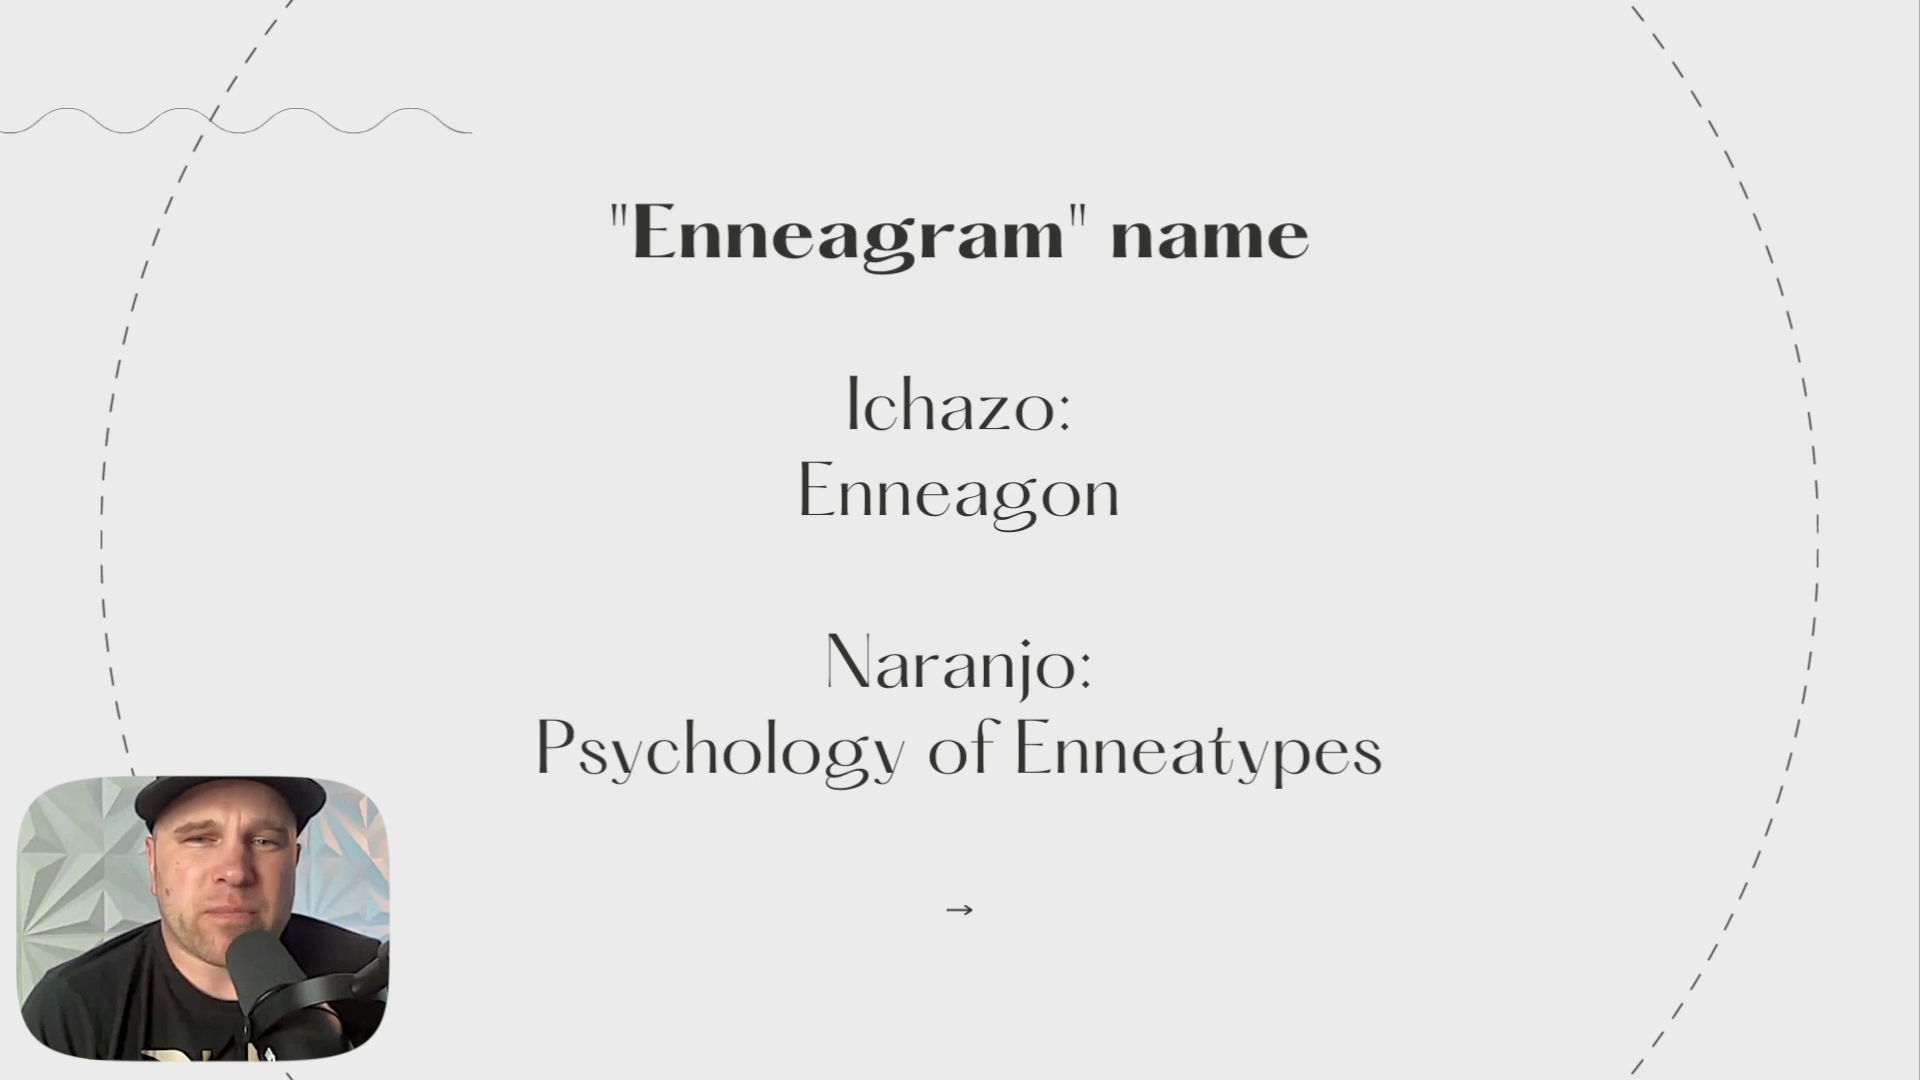 "Enneagram" name
Ichazo:
Enneagon
Naranjo:
Psychology of Enneatypes
→